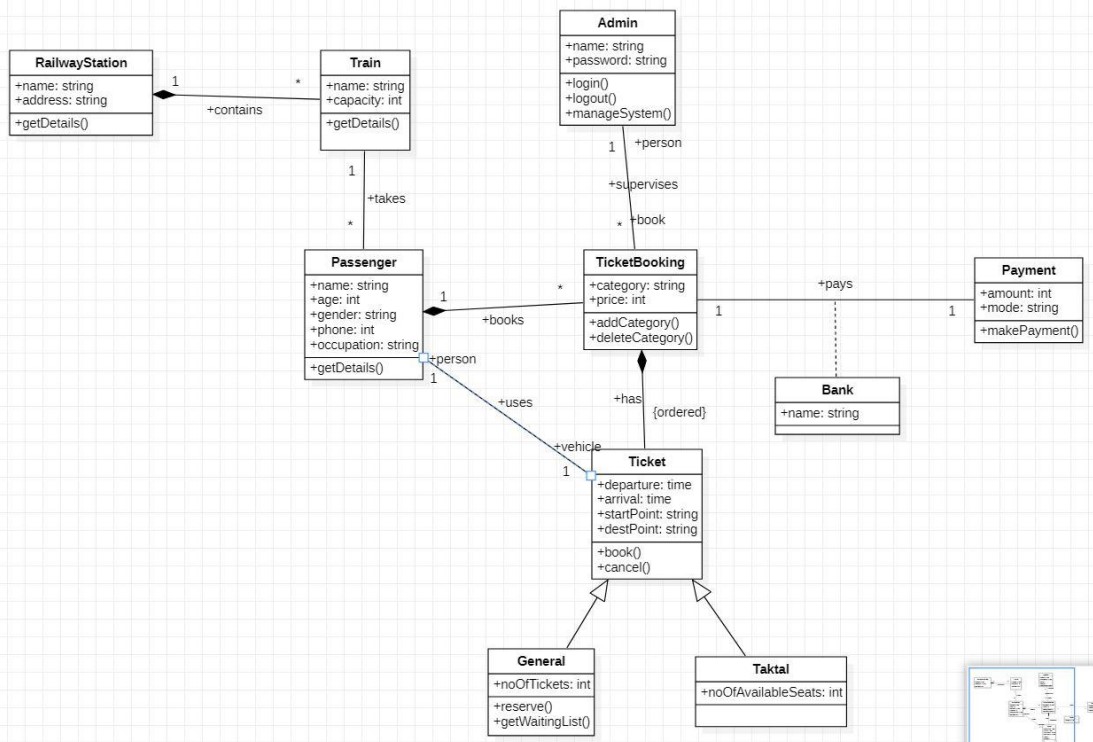 Admin
+name: string
+password: string
+login()
+logout()
+manageSystem()
RailwayStation
+name: string
+address: string
+getDetails()
1
*
+contains
Train
+name: string
+capacity: int
+getDetails()
1
+person
+supervises
*
+book
1
+takes
*
Passenger
+name: string
+age: int
+gender: string
+phone: int
+occupation: string
+getDetails()
1
*
+books
TicketBooking
+category: string
+price: int
+addCategory()
+deleteCategory()
+pays
1
1
Payment
+amount: int
+mode: string
+makePayment()
Bank
+name: string
+person
1
+uses
+vehicle
1
+has
{ordered}
Ticket
+departure: time
+arrival: time
+startPoint: string
+destPoint: string
+book()
+cancel()
General
+noOfTickets: int
+reserve()
+getWaitingList()
Taktal
+noOfAvailableSeats: int